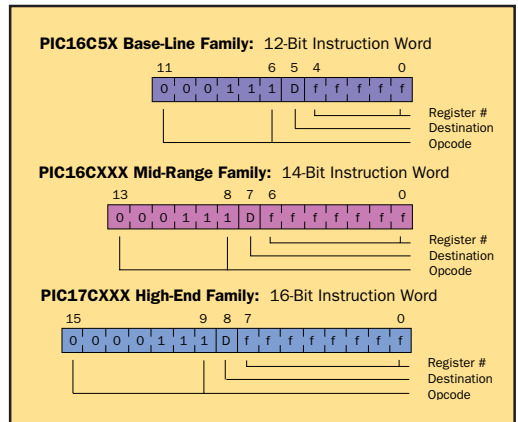 PIC16C5X Base-Line Family: 12-Bit Instruction Word
11 6 5 4 0
0 0 0 1 1 1 D f f f f f
Register #
Destination
Opcode
PIC16CXXX Mid-Range Family: 14-Bit Instruction Word
13 8 7 6 0
0 0 0 1 1 1 D f f f f f f f
Register #
Destination
Opcode
PIC17CXXX High-End Family: 16-Bit Instruction Word
15 9 8 7 0
0 0 0 0 1 1 1 D f f f f f f f f
Register #
Destination
Opcode